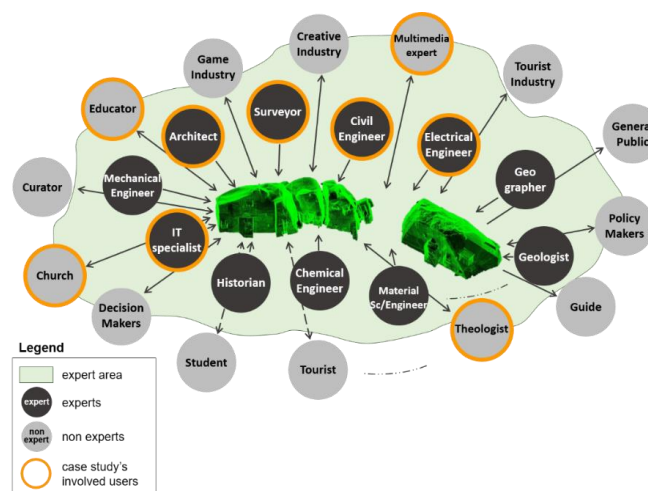 Creative
Industry
Multimedia
expert
Game
Industry
Tourist
Industry
Educator
Surveyor
Civil
Engineer
Architect
Electrical
Engineer
General
Public
Curator
Mechanical
Engineer
Geo
grapher
Policy
Makers
IT
specialist
Church
Historian
Chemical
Engineer
Material
Sc/Engineer
Geologist
Decision
Makers
Theologist
Guide
Student
Tourist
Legend
expert area
expert
experts
non
expert
non experts
case study's
involved users